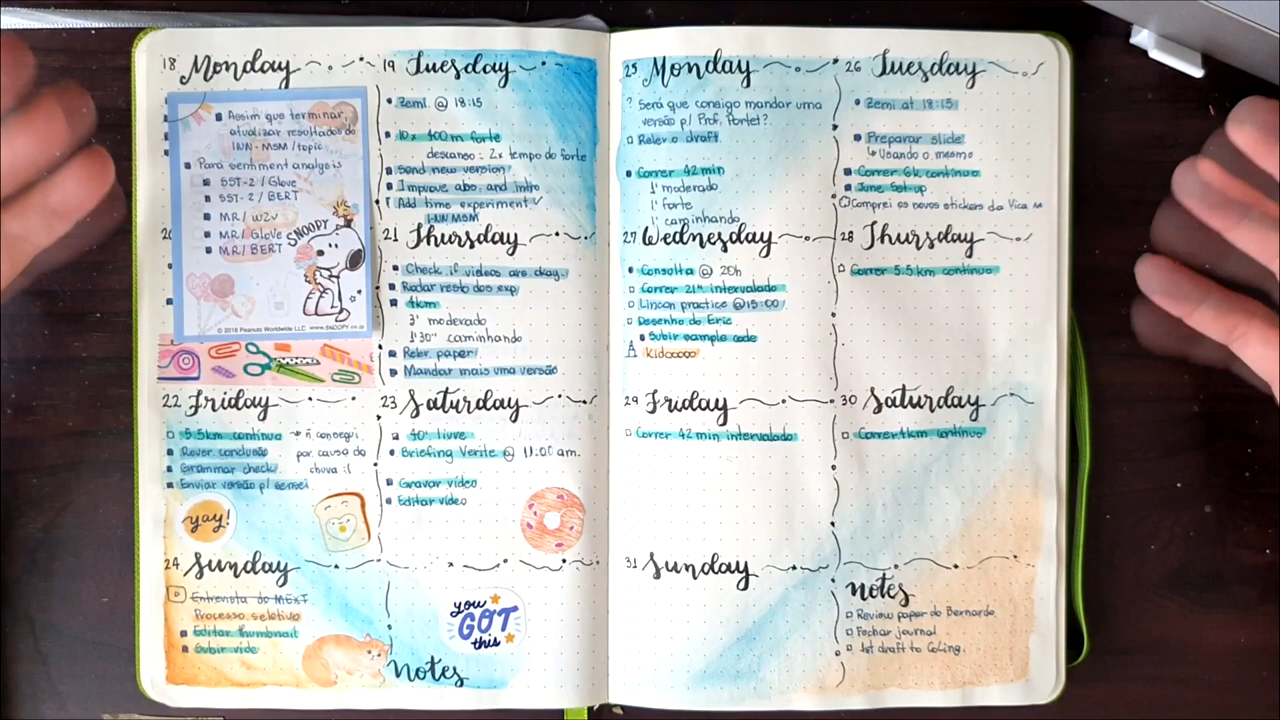 18 Monday
Assim que terminar,
atualizar resultados do
INN-MSM/topic
Para sentiment analysis
SST-2 / Glove
SST-2 / BERT
MR / w2v
MR / Glove
MR / BERT
SNOOPY
© 2018 Peanuts Worldwide LLC www.SNOOPY.co.jp
19 Tuesday
Zemi @ 18:15
10x 400m forte
descanso: 2x tempo do forte
Send new version
Improve abs. and intro
Add time experiment
INN MSM
20
21 Thursday
Check if videos are okay.
Rodar resto dos exp
4km
3' moderado
1'30" caminhando
Reler paper
Mandar mais uma versão
22 Friday
5.5km contínuo → ñ consegui
por causa da
chuva :(
Rever conclusão
Grammar check
Enviar versão p/ sensei
yay!
23 Saturday
40' livre
Briefing Verite @ 11:00 am.
Gravar vídeo
Editar vídeo
24 Sunday
Entrevista do MEXT
Processo seletivo
Editar thumbnail
Subir vide
you
GOT
this
Notes
25 Monday
? Será que consigo mandar uma
versão p/ Prof. Portet?
Reler o draft
Correr 42 min
1' moderado
1' forte
1' caminhando
26 Tuesday
Zemi at 18:15
Preparar slide
↳ Usando o mesmo
Correr 6k contínuo
June Set-up
Comprei os novos stickers da Vica
27 Wednesday
Consulta @ 20h
Correr 21k intervalado
Lincon practice @15:00
Desenho do Eric
Subir sample code
kidooooo
28 Thursday
Correr 5.5km contínuo
29 Friday
Correr 42 min intervalado
30 Saturday
Correr 4km contínuo
31 Sunday
notes
Review paper do Bernardo
Fechar journal
1st draft to CoLing.